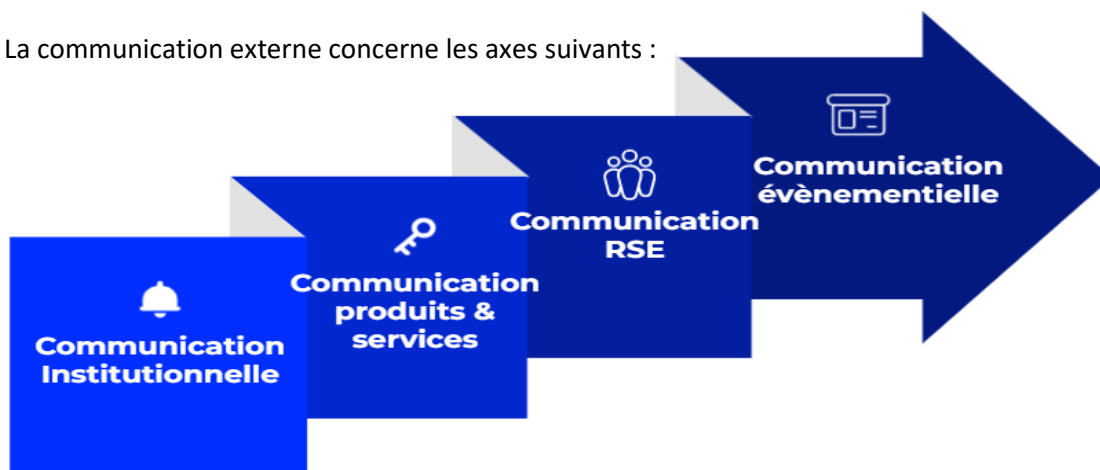 La communication externe concerne les axes suivants :
Communication
Institutionnelle
Communication
produits &
services
Communication
RSE
Communication
évènementielle